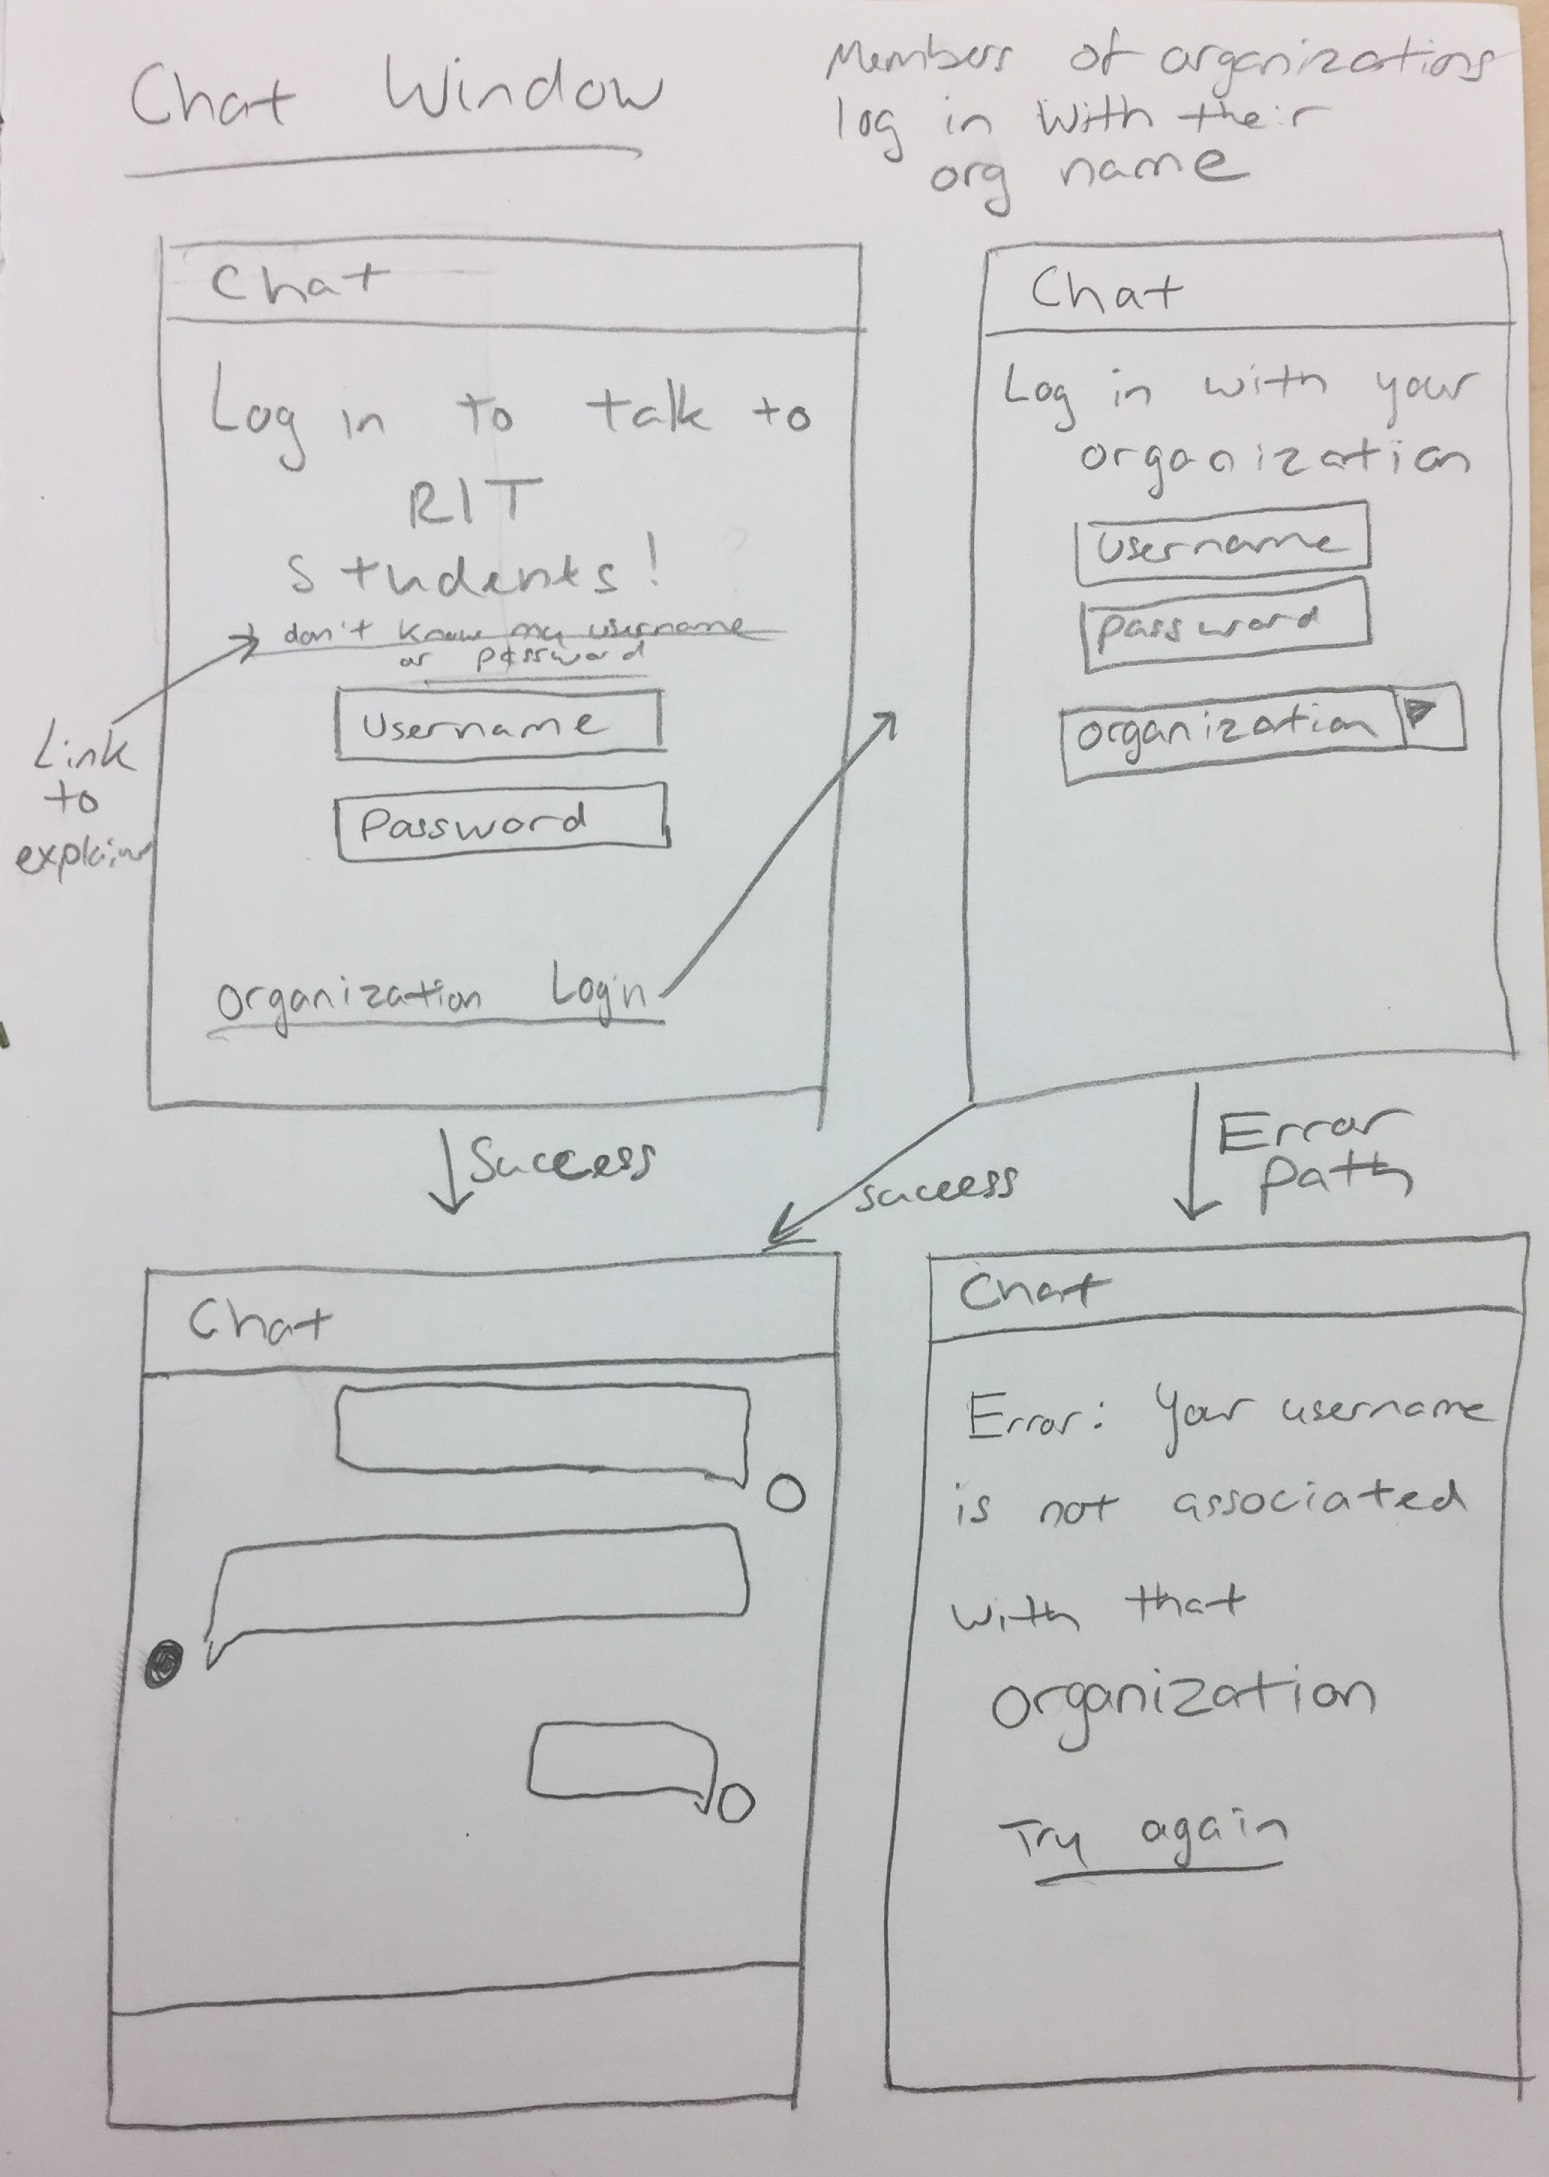 Chat Window
Members of organizations
log in with their
org name
Chat
Log in to talk to
RIT
students!
I don't know my username
or password
Username
Password
Organization Login
Link
to
Chat
Log in with your
organization
Username
password
organization
Success
success
Error
Path
Chat
Chat
Error: Your username
is not associated
with that
organization
Try again